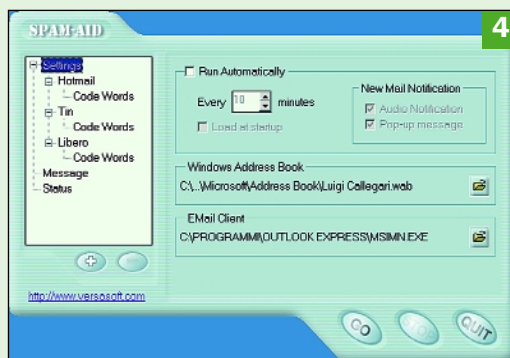 SPAM-AID
4
Settings
Hotmail
Code Words
Tin
Code Words
Libero
Code Words
Message
Status
Run Automatically
Every 10 minutes
Load at startup
New Mail Notification
Audio Notification
Pop-up message
Windows Address Book
C:\...\Microsoft\Address Book\Luigi Callegari.wab
EMail Client
C:\PROGRAMMI\OUTLOOK EXPRESS\MSIMN.EXE
http://www.versosoft.com
GO
STOP
QUIT